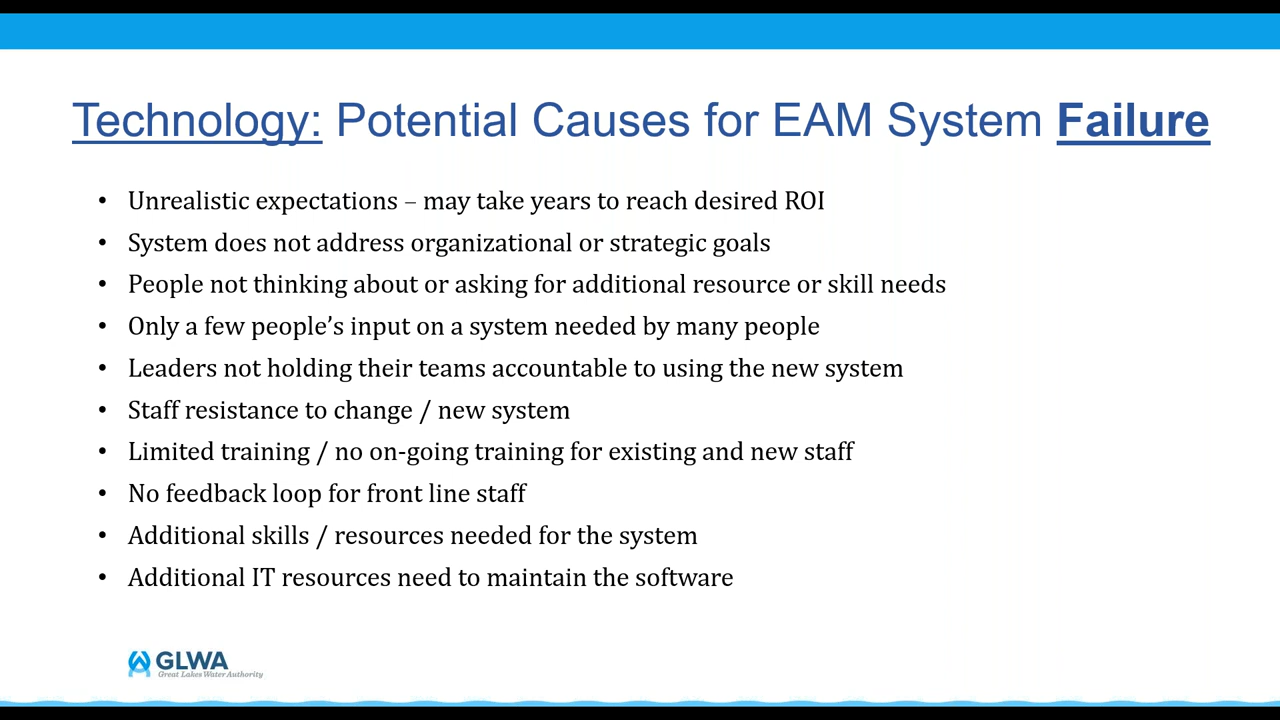 Technology: Potential Causes for EAM System Failure
• Unrealistic expectations – may take years to reach desired ROI
• System does not address organizational or strategic goals
• People not thinking about or asking for additional resource or skill needs
• Only a few people’s input on a system needed by many people
• Leaders not holding their teams accountable to using the new system
• Staff resistance to change / new system
• Limited training / no on-going training for existing and new staff
• No feedback loop for front line staff
• Additional skills / resources needed for the system
• Additional IT resources need to maintain the software
GLWA
Great Lakes Water Authority